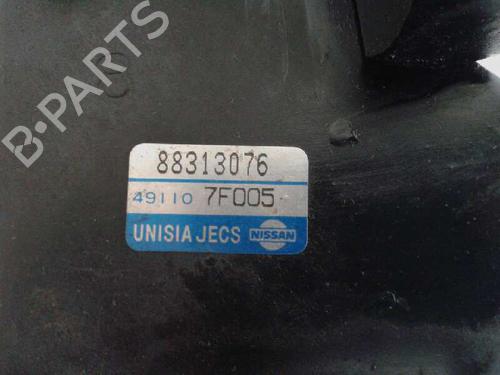 B-PARTS
88313076
49110 7F005
UNISIA JECS NISSAN